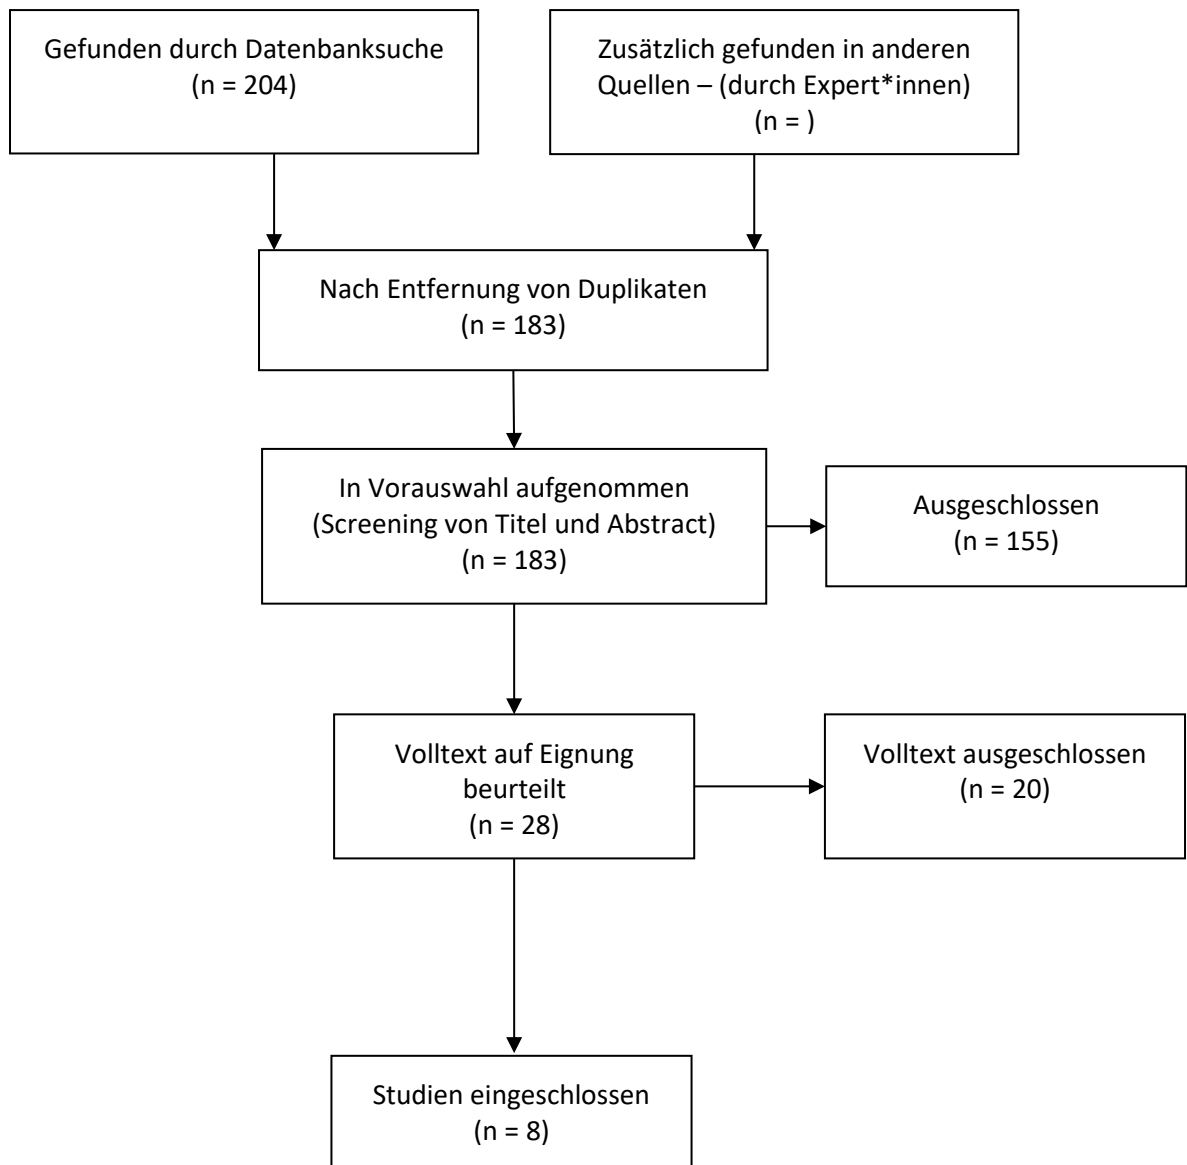 Gefunden durch Datenbanksuche
(n = 204)
Zusätzlich gefunden in anderen
Quellen – (durch Expert*innen)
(n = )
Nach Entfernung von Duplikaten
(n = 183)
In Vorauswahl aufgenommen
(Screening von Titel und Abstract)
(n = 183)
Ausgeschlossen
(n = 155)
Volltext auf Eignung
beurteilt
(n = 28)
Volltext ausgeschlossen
(n = 20)
Studien eingeschlossen
(n = 8)